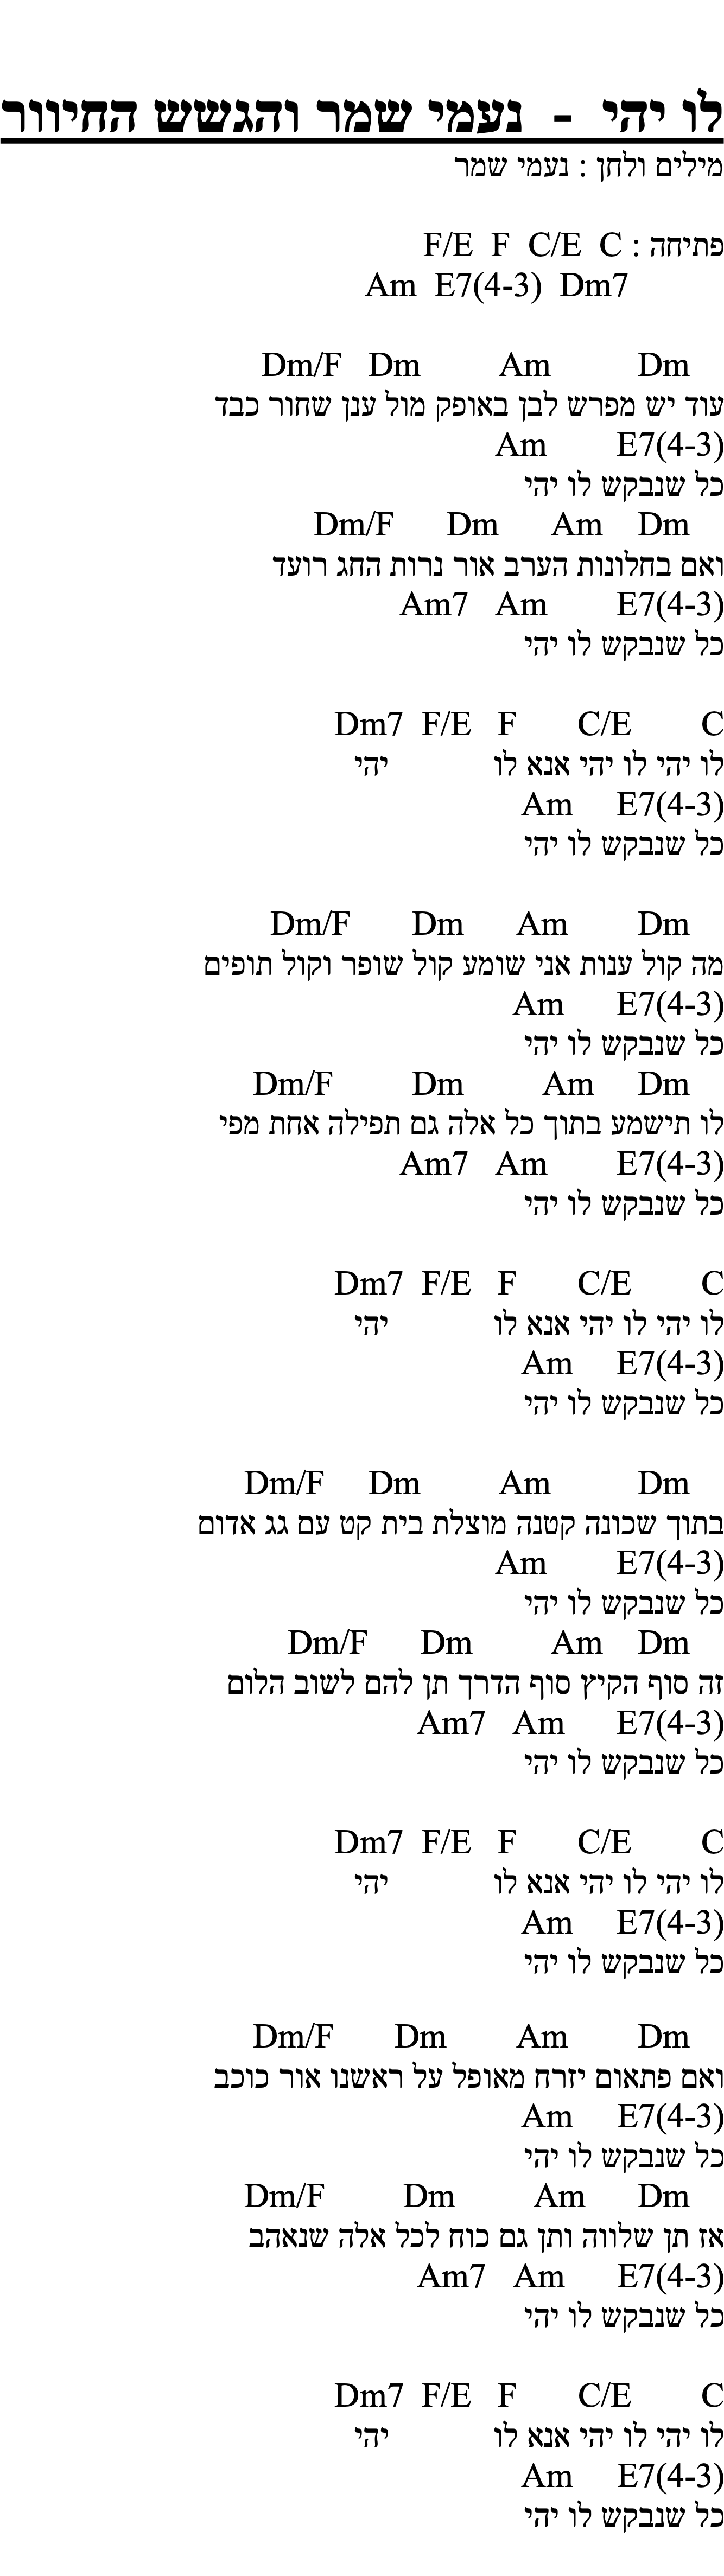 לו יהי - נעמי שמר והגשש החיוור
מילים ולחן : נעמי שמר
פתיחה : F/E F C/E C
Am E7(4-3) Dm7
Dm/F Dm Am Dm
עוד יש מפרש לבן באופק מול ענן שחור כבד
Am E7(4-3)
כל שנבקש לו יהי
Dm/F Dm Am Dm
ואם בחלונות הערב אור נרות החג רועד
Am7 Am E7(4-3)
כל שנבקש לו יהי
Dm7 F/E F C/E C
לו יהי לו יהי אנא לו יהי
Am E7(4-3)
כל שנבקש לו יהי
Dm/F Dm Am Dm
מה קול ענות אני שומע קול שופר וקול תופים
Am E7(4-3)
כל שנבקש לו יהי
Dm/F Dm Am Dm
לו תישמע בתוך כל אלה גם תפילה אחת מפי
Am7 Am E7(4-3)
כל שנבקש לו יהי
Dm7 F/E F C/E C
לו יהי לו יהי אנא לו יהי
Am E7(4-3)
כל שנבקש לו יהי
Dm/F Dm Am Dm
בתוך שכונה קטנה מוצלת בית קט עם גג אדום
Am E7(4-3)
כל שנבקש לו יהי
Dm/F Dm Am Dm
זה סוף הקיץ סוף הדרך תן להם לשוב הלום
Am7 Am E7(4-3)
כל שנבקש לו יהי
Dm7 F/E F C/E C
לו יהי לו יהי אנא לו יהי
Am E7(4-3)
כל שנבקש לו יהי
Dm/F Dm Am Dm
ואם פתאום יזרח מאופל על ראשנו אור כוכב
Am E7(4-3)
כל שנבקש לו יהי
Dm/F Dm Am Dm
אז תן שלווה ותן גם כוח לכל אלה שנאהב
Am7 Am E7(4-3)
כל שנבקש לו יהי
Dm7 F/E F C/E C
לו יהי לו יהי אנא לו יהי
Am E7(4-3)
כל שנבקש לו יהי